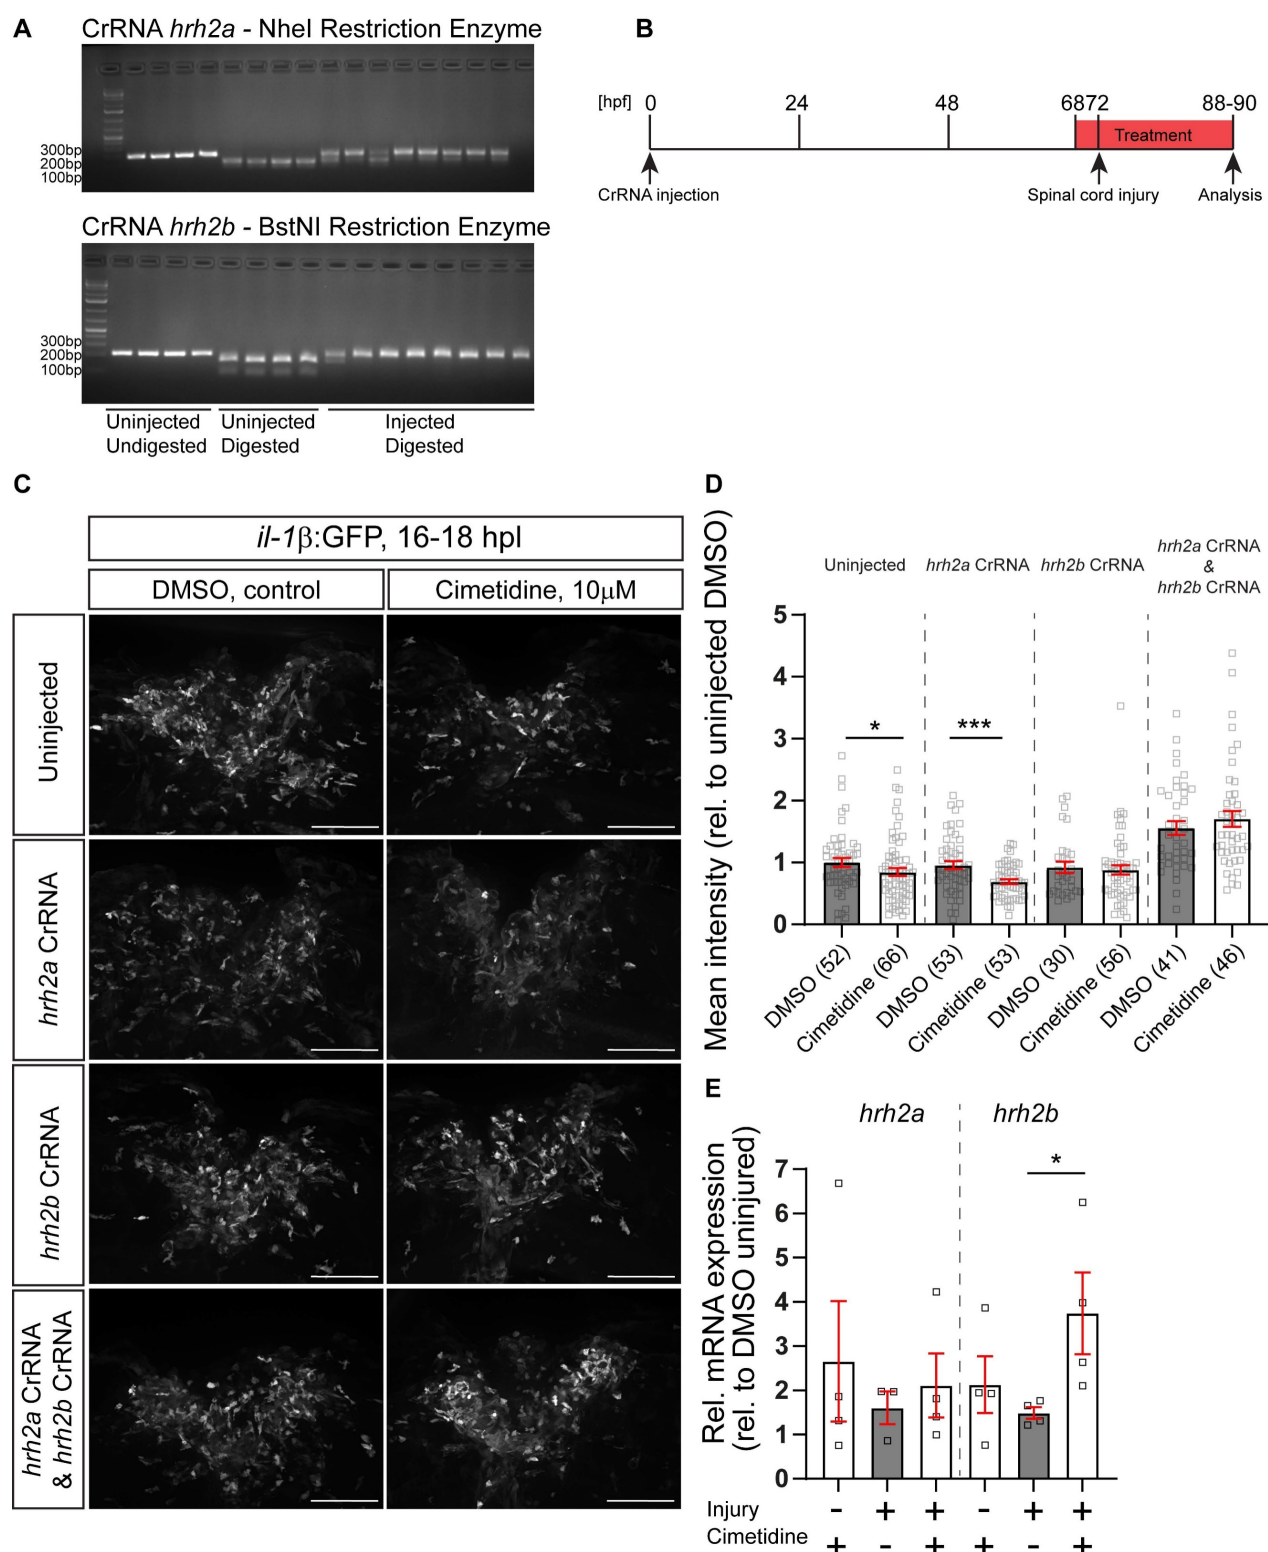 A
CrRNA hrh2a - NheI Restriction Enzyme
300bp
200bp
100bp
CrRNA hrh2b - BstNI Restriction Enzyme
300bp
200bp
100bp
Uninjected
Undigested
Uninjected
Digested
Injected
Digested
B
[hpf] 0 24 48 6872 88-90
Treatment
CrRNA injection
Spinal cord injury
Analysis
C
il-1β:GFP, 16-18 hpl
DMSO, control
Cimetidine, 10µM
Uninjected
hrh2a CrRNA
hrh2b CrRNA
hrh2a CrRNA
& hrh2b CrRNA
D
Mean intensity (rel. to uninjected DMSO)
Uninjected
hrh2a CrRNA
hrh2b CrRNA
hrh2a CrRNA
&
hrh2b CrRNA
5
4
3
2
1
0
*
***
DMSO (52)
Cimetidine (66)
DMSO (53)
Cimetidine (53)
DMSO (30)
Cimetidine (56)
DMSO (41)
Cimetidine (46)
E
hrh2a
hrh2b
Rel. mRNA expression
(rel. to DMSO uninjured)
7
6
5
4
3
2
1
0
*
Injury - + + - + +
Cimetidine + - + + - +